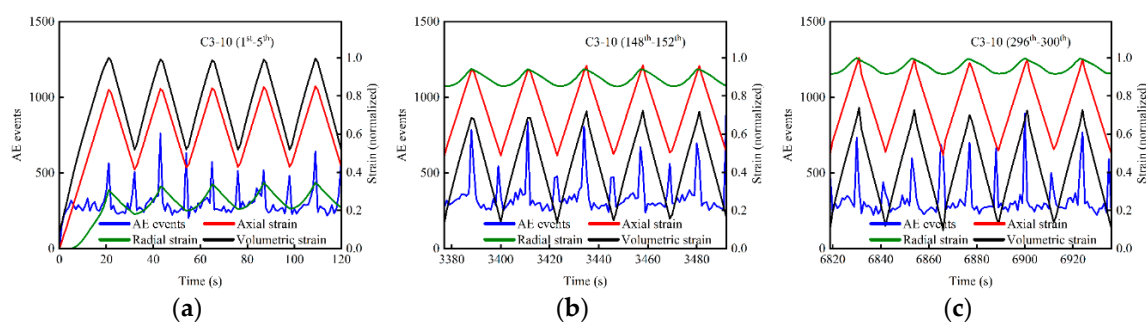 1500
1000
500
0
AE events
C3-10 (1st-5th)
1.0
0.8
0.6
0.4
0.2
0.0
Strain (normalized)
AE events Axial strain
Radial strain Volumetric strain
0 20 40 60 80 100 120
Time (s)
(a)
1500
1000
500
0
AE events
C3-10 (148th-152th)
1.0
0.8
0.6
0.4
0.2
0.0
Strain (normalized)
AE events Axial strain
Radial strain Volumetric strain
3380 3400 3420 3440 3460 3480
Time (s)
(b)
1500
1000
500
0
AE events
C3-10 (296th-300th)
1.0
0.8
0.6
0.4
0.2
0.0
Strain (normalized)
AE events Axial strain
Radial strain Volumetric strain
6820 6840 6860 6880 6900 6920
Time (s)
(c)